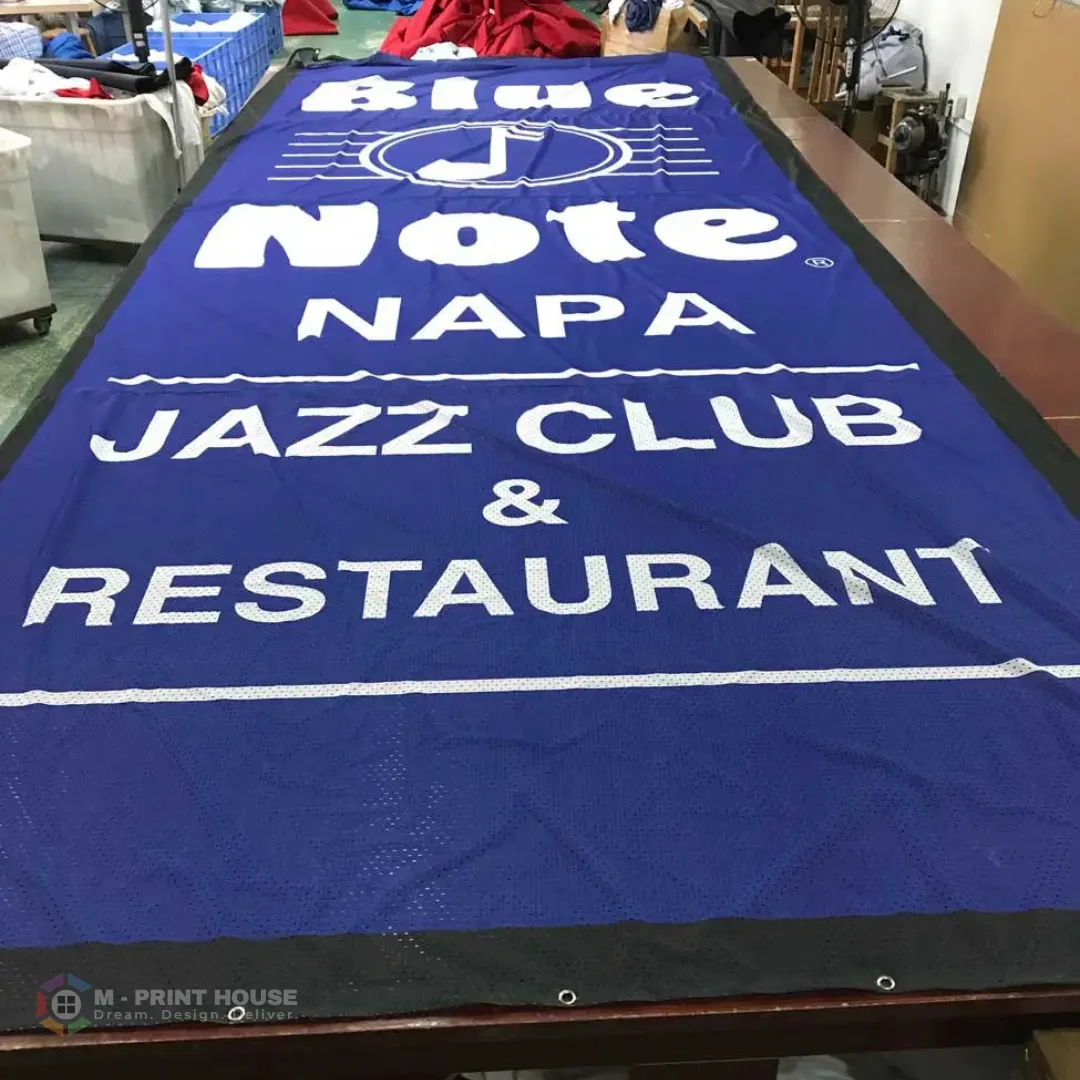 Blue
Note®
NAPA
JAZZ CLUB
&
RESTAURANT
M - PRINT HOUSE
Dream. Design. Deliver.